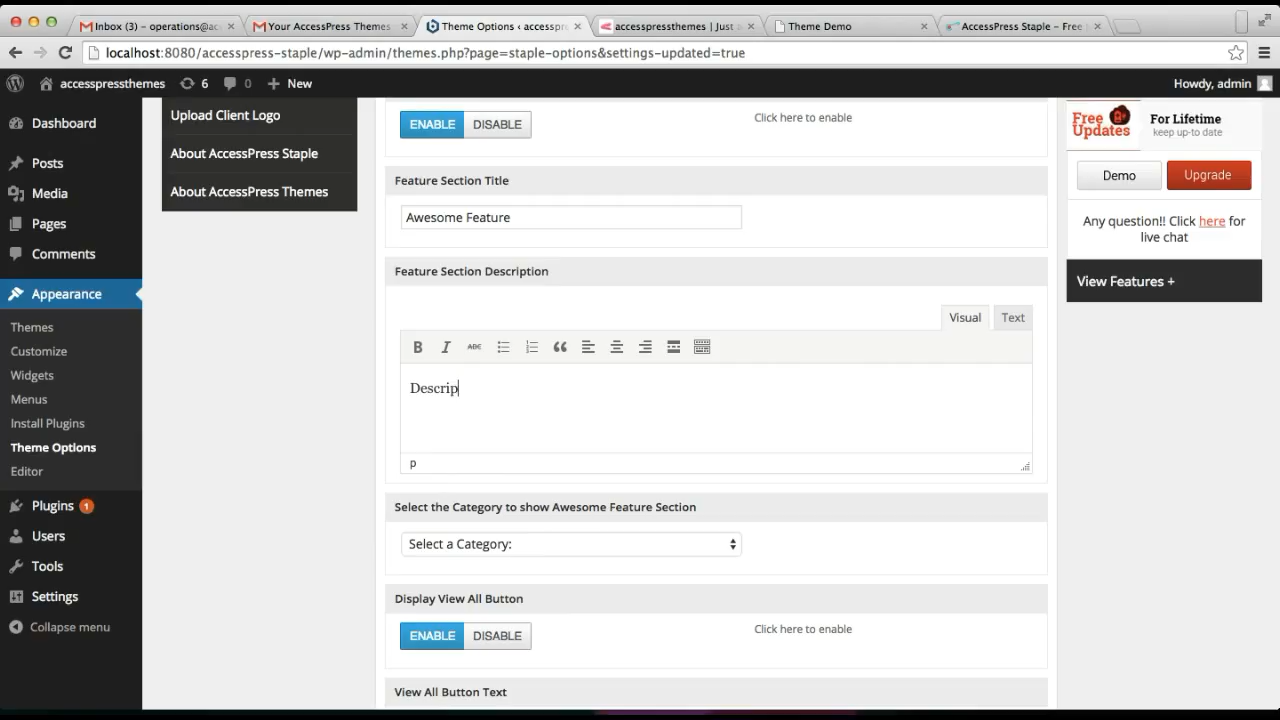 Inbox (3) – operations@ac
Your AccessPress Themes
Theme Options ‹ accesspr
accesspressthemes | Just a
Theme Demo
AccessPress Staple – Free
localhost:8080/accesspress-staple/wp-admin/themes.php?page=staple-options&settings-updated=true
accesspressthemes 6 0 New
Howdy, admin
Dashboard
Posts
Media
Pages
Comments
Appearance
Themes
Customize
Widgets
Menus
Install Plugins
Theme Options
Editor
Plugins 1
Users
Tools
Settings
Collapse menu
Upload Client Logo
About AccessPress Staple
About AccessPress Themes
ENABLE DISABLE
Click here to enable
Feature Section Title
Awesome Feature
Feature Section Description
Visual Text
B I ABC
Descrip
p
Select the Category to show Awesome Feature Section
Select a Category:
Display View All Button
ENABLE DISABLE
Click here to enable
View All Button Text
Free Updates
For Lifetime
keep up-to date
Demo Upgrade
Any question!! Click here for
live chat
View Features +